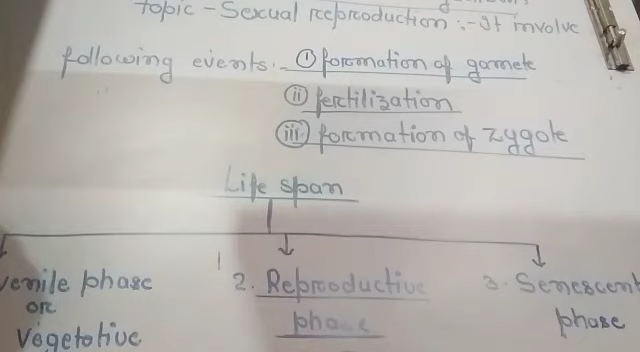 topic - Sexual reproduction :- It involve
following events. - (i) formation of gamete
(ii) fertilization
(iii) formation of zygote
Life span
venile phase
or
Vegetative
2. Reproductive
phase
3. Senescent
phase